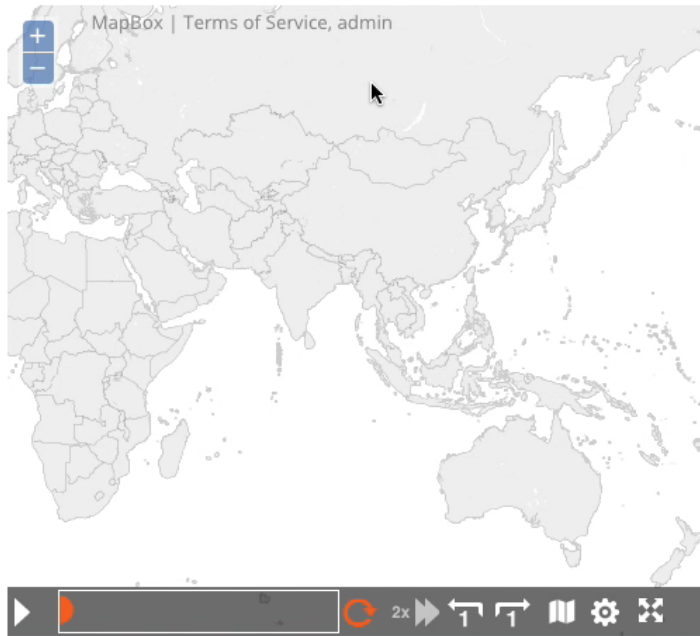 +
MapBox | Terms of Service, admin
−
2x 1 1